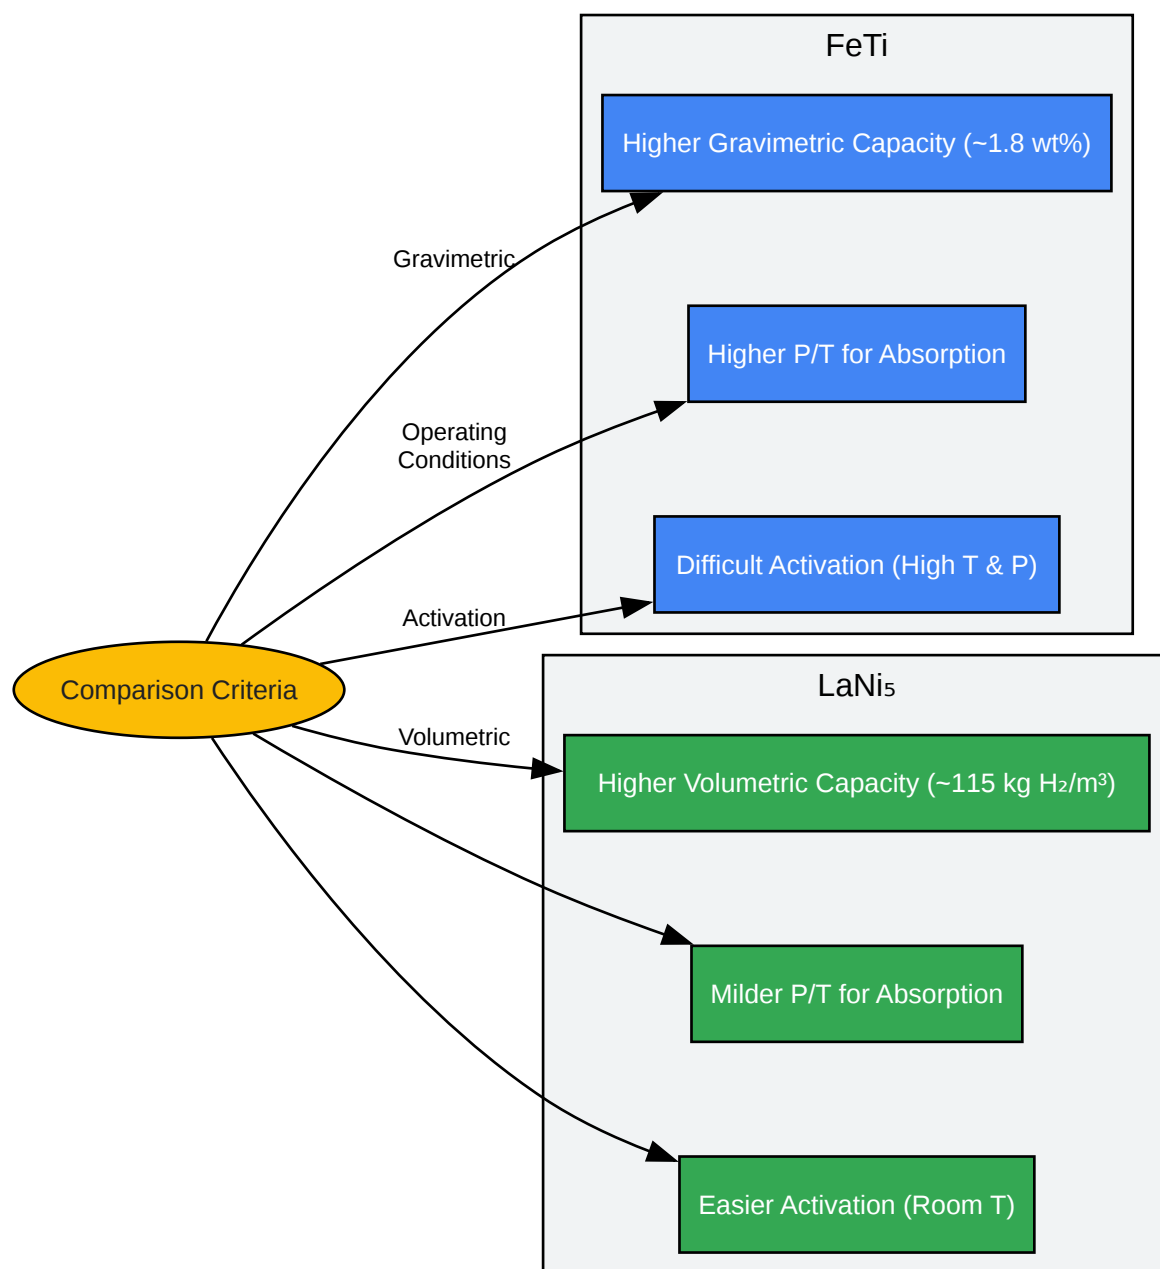 FeTi
Higher Gravimetric Capacity (~1.8 wt%)
Gravimetric
Higher P/T for Absorption
Operating
Conditions
Difficult Activation (High T & P)
Activation
Comparison Criteria
LaNi₅
Volumetric
Higher Volumetric Capacity (~115 kg H₂/m³)
Milder P/T for Absorption
Easier Activation (Room T)